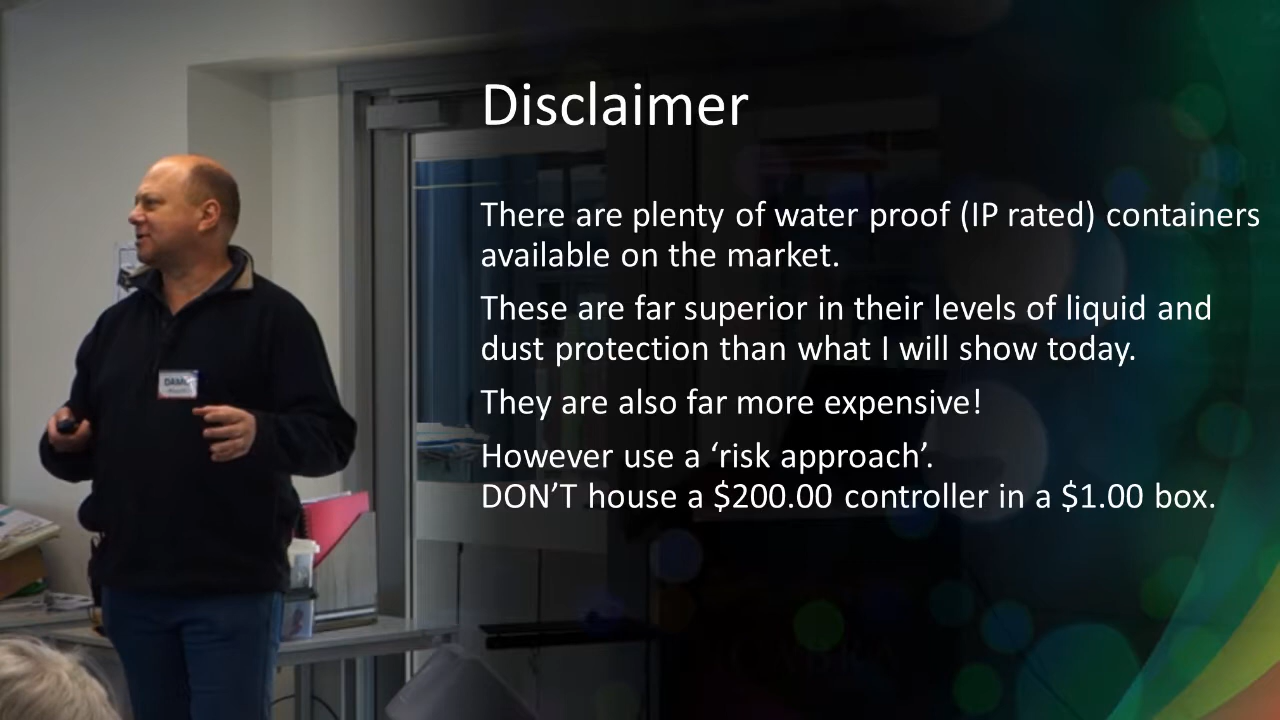 Disclaimer
There are plenty of water proof (IP rated) containers
available on the market.
These are far superior in their levels of liquid and
dust protection than what I will show today.
They are also far more expensive!
However use a ‘risk approach’.
DON’T house a $200.00 controller in a $1.00 box.